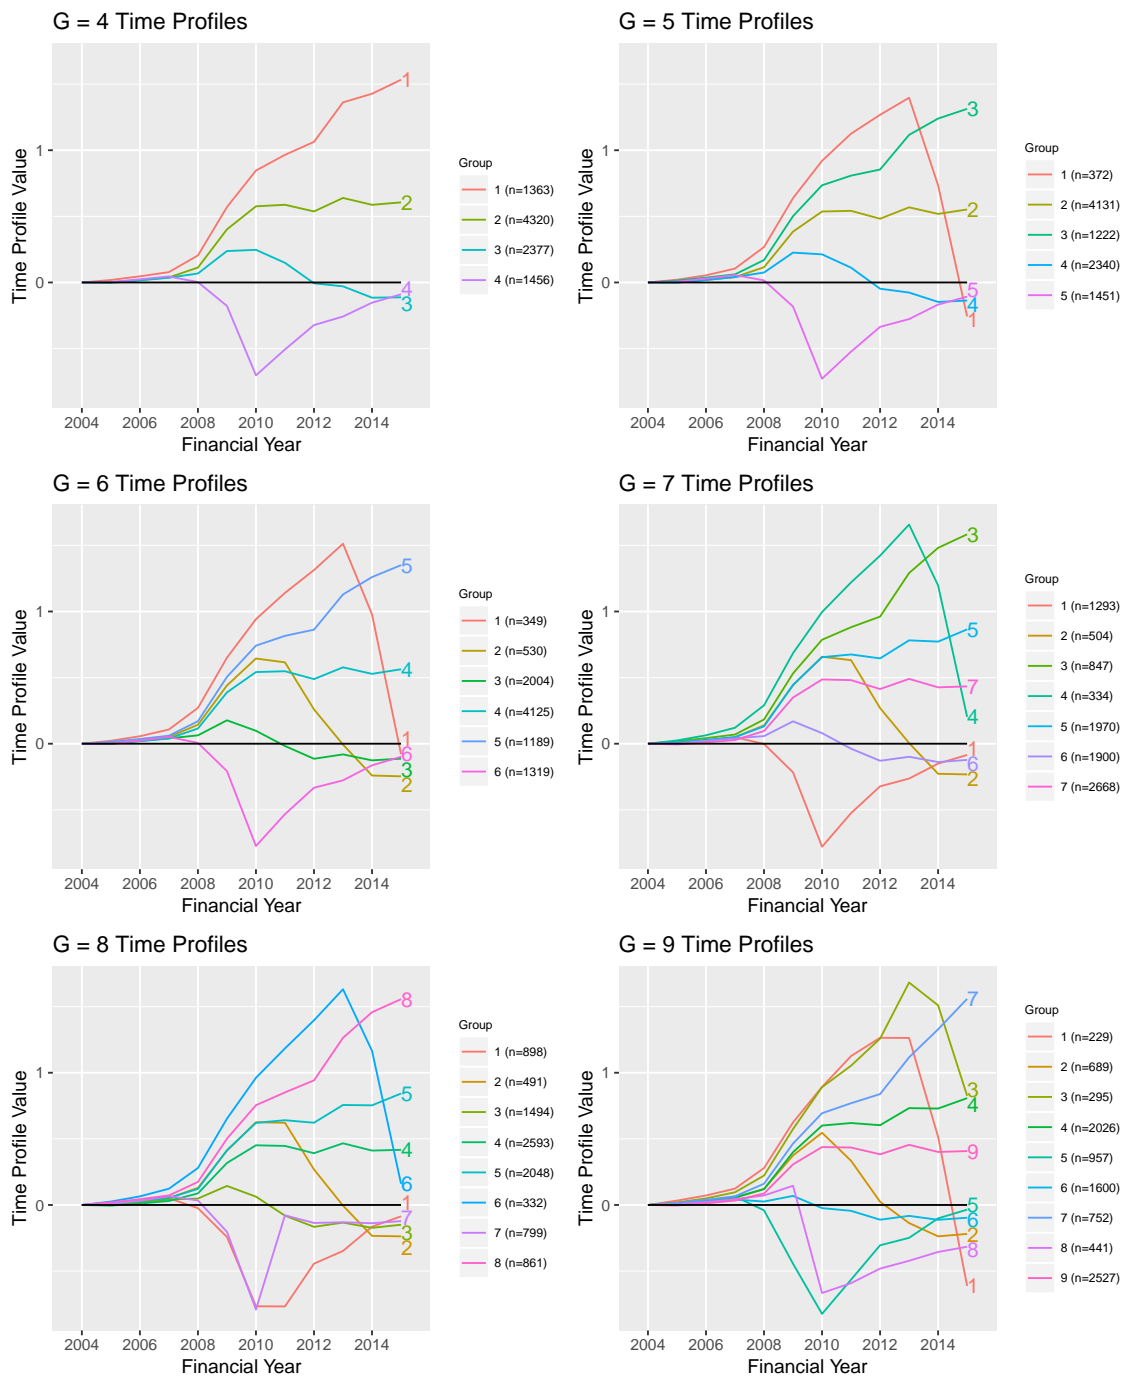 G = 4 Time Profiles
Time Profile Value
1
0
1
2
4
3
2004 2006 2008 2010 2012 2014
Financial Year
Group
1 (n=1363)
2 (n=4320)
3 (n=2377)
4 (n=1456)
G = 5 Time Profiles
Time Profile Value
1
0
3
2
5
4
1
2004 2006 2008 2010 2012 2014
Financial Year
Group
1 (n=372)
2 (n=4131)
3 (n=1222)
4 (n=2340)
5 (n=1451)
G = 6 Time Profiles
Time Profile Value
1
0
5
4
1
6
3
2
2004 2006 2008 2010 2012 2014
Financial Year
Group
1 (n=349)
2 (n=530)
3 (n=2004)
4 (n=4125)
5 (n=1189)
6 (n=1319)
G = 7 Time Profiles
Time Profile Value
1
0
3
5
7
4
1
6
2
2004 2006 2008 2010 2012 2014
Financial Year
Group
1 (n=1293)
2 (n=504)
3 (n=847)
4 (n=334)
5 (n=1970)
6 (n=1900)
7 (n=2668)
G = 8 Time Profiles
Time Profile Value
1
0
8
5
4
6
1
7
3
2
2004 2006 2008 2010 2012 2014
Financial Year
Group
1 (n=898)
2 (n=491)
3 (n=1494)
4 (n=2593)
5 (n=2048)
6 (n=332)
7 (n=799)
8 (n=861)
G = 9 Time Profiles
Time Profile Value
1
0
7
3
4
9
5
6
2
8
1
2004 2006 2008 2010 2012 2014
Financial Year
Group
1 (n=229)
2 (n=689)
3 (n=295)
4 (n=2026)
5 (n=957)
6 (n=1600)
7 (n=752)
8 (n=441)
9 (n=2527)